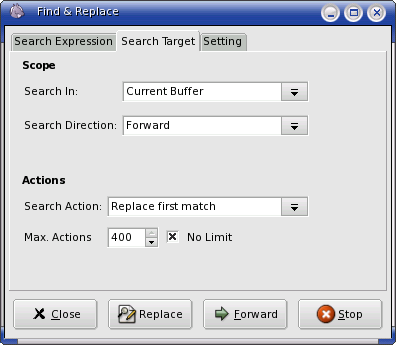 Find & Replace
Search Expression Search Target Setting
Scope
Search In: Current Buffer
Search Direction: Forward
Actions
Search Action: Replace first match
Max. Actions 400 No Limit
Close Replace Forward Stop